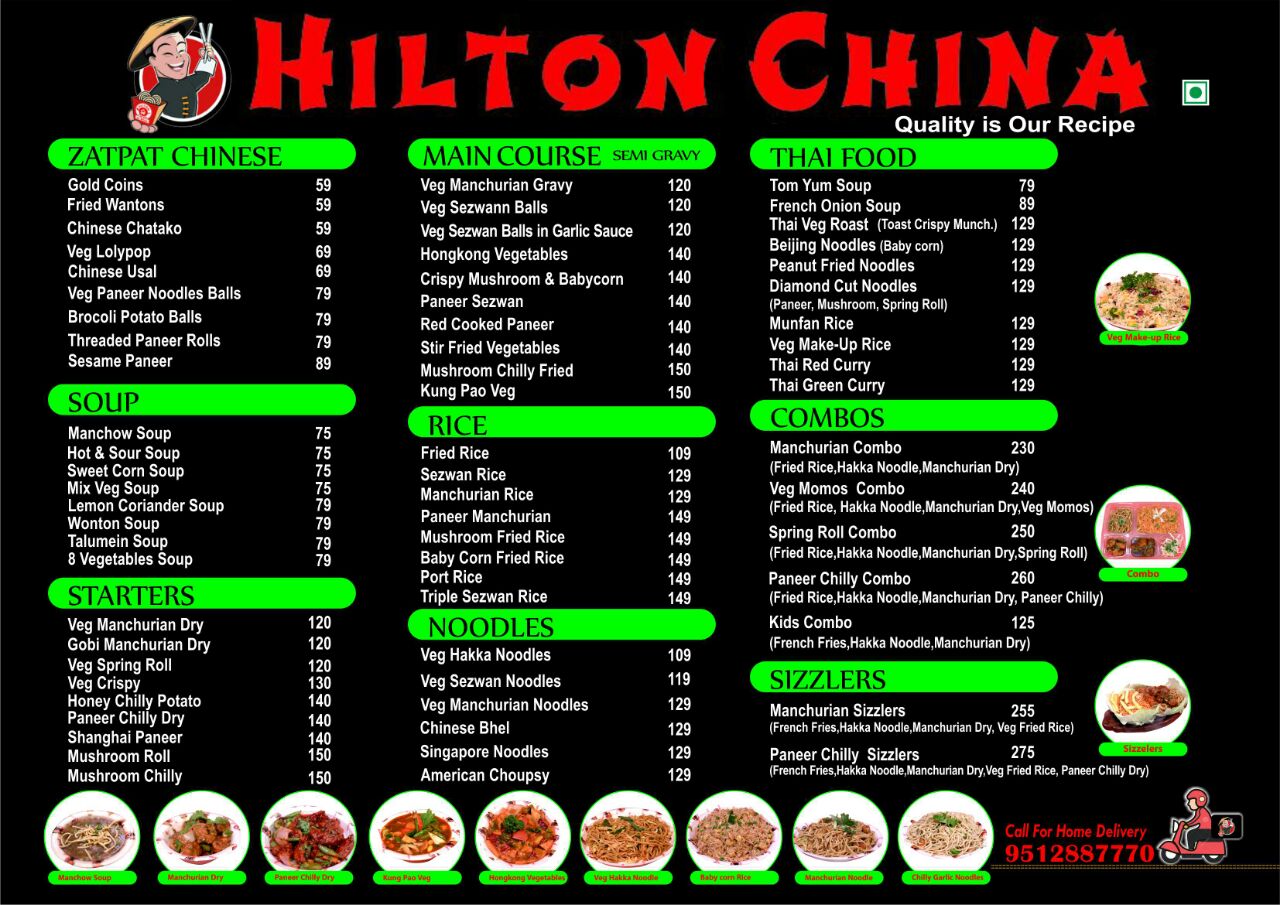 HILTON CHINA
Quality is Our Recipe
ZATPAT CHINESE
Gold Coins 59
Fried Wantons 59
Chinese Chatako 59
Veg Lolypop 69
Chinese Usal 69
Veg Paneer Noodles Balls 79
Brocoli Potato Balls 79
Threaded Paneer Rolls 79
Sesame Paneer 89
SOUP
Manchow Soup 75
Hot & Sour Soup 75
Sweet Corn Soup 75
Mix Veg Soup 75
Lemon Coriander Soup 79
Wonton Soup 79
Talumein Soup 79
8 Vegetables Soup 79
STARTERS
Veg Manchurian Dry 120
Gobi Manchurian Dry 120
Veg Spring Roll 120
Veg Crispy 130
Honey Chilly Potato 140
Paneer Chilly Dry 140
Shanghai Paneer 140
Mushroom Roll 150
Mushroom Chilly 150
MAIN COURSE SEMI GRAVY
Veg Manchurian Gravy 120
Veg Sezwann Balls 120
Veg Sezwan Balls in Garlic Sauce 120
Hongkong Vegetables 140
Crispy Mushroom & Babycorn 140
Paneer Sezwan 140
Red Cooked Paneer 140
Stir Fried Vegetables 140
Mushroom Chilly Fried 150
Kung Pao Veg 150
RICE
Fried Rice 109
Sezwan Rice 129
Manchurian Rice 129
Paneer Manchurian 149
Mushroom Fried Rice 149
Baby Corn Fried Rice 149
Port Rice 149
Triple Sezwan Rice 149
NOODLES
Veg Hakka Noodles 109
Veg Sezwan Noodles 119
Veg Manchurian Noodles 129
Chinese Bhel 129
Singapore Noodles 129
American Choupsy 129
THAI FOOD
Tom Yum Soup 79
French Onion Soup 89
Thai Veg Roast (Toast Crispy Munch.) 129
Beijing Noodles (Baby corn) 129
Peanut Fried Noodles 129
Diamond Cut Noodles 129
(Paneer, Mushroom, Spring Roll)
Munfan Rice 129
Veg Make-Up Rice 129
Thai Red Curry 129
Thai Green Curry 129
Veg Make-up Rice
COMBOS
Manchurian Combo 230
(Fried Rice,Hakka Noodle,Manchurian Dry)
Veg Momos Combo 240
(Fried Rice, Hakka Noodle,Manchurian Dry,Veg Momos)
Spring Roll Combo 250
(Fried Rice,Hakka Noodle,Manchurian Dry,Spring Roll)
Paneer Chilly Combo 260
(Fried Rice,Hakka Noodle,Manchurian Dry, Paneer Chilly)
Kids Combo 125
(French Fries,Hakka Noodle,Manchurian Dry)
Combo
SIZZLERS
Manchurian Sizzlers 255
(French Fries,Hakka Noodle,Manchurian Dry, Veg Fried Rice)
Paneer Chilly Sizzlers 275
(French Fries,Hakka Noodle,Manchurian Dry,Veg Fried Rice, Paneer Chilly Dry)
Sizzelers
Manchow Soup
Manchurian Dry
Paneer Chilly Dry
Kung Pao Veg
Hongkong Vegetables
Veg Hakka Noodle
Baby corn Rice
Manchurian Noodle
Chilly Garlic Noodles
Call For Home Delivery
9512887770